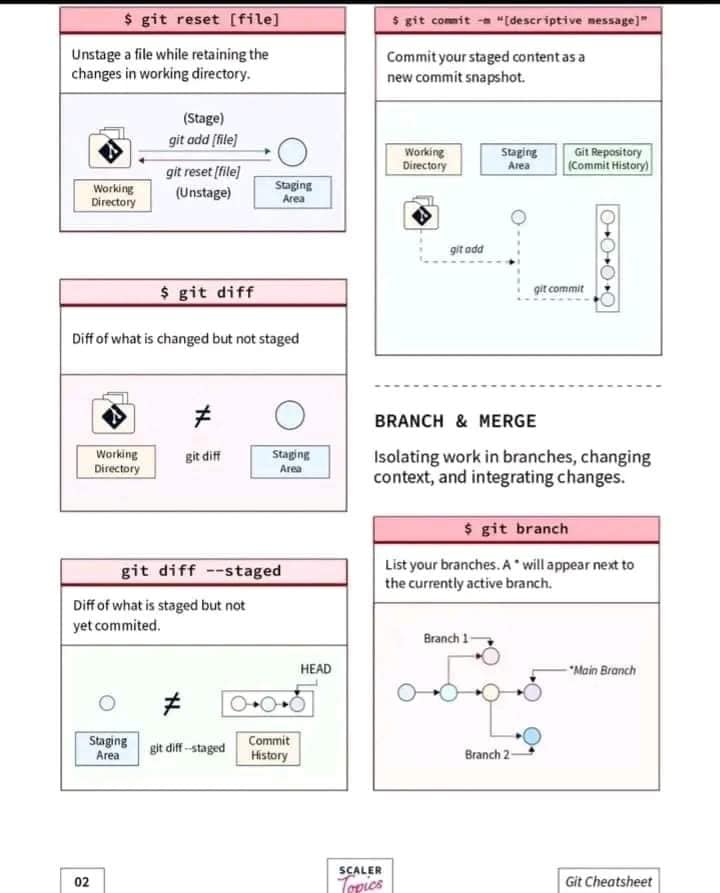 $ git reset [file]
Unstage a file while retaining the
changes in working directory.
(Stage)
git add [file]
git reset [file]
(Unstage)
Working
Directory
Staging
Area
$ git diff
Diff of what is changed but not staged
≠
Working
Directory
git diff
Staging
Area
git diff --staged
Diff of what is staged but not
yet commited.
HEAD
≠
Staging
Area
git diff --staged
Commit
History
$ git commit -m "[descriptive message]"
Commit your staged content as a
new commit snapshot.
Working
Directory
Staging
Area
Git Repository
(Commit History)
git add
git commit
BRANCH & MERGE
Isolating work in branches, changing
context, and integrating changes.
$ git branch
List your branches. A * will appear next to
the currently active branch.
Branch 1
*Main Branch
Branch 2
02
SCALER
Topics
Git Cheatsheet